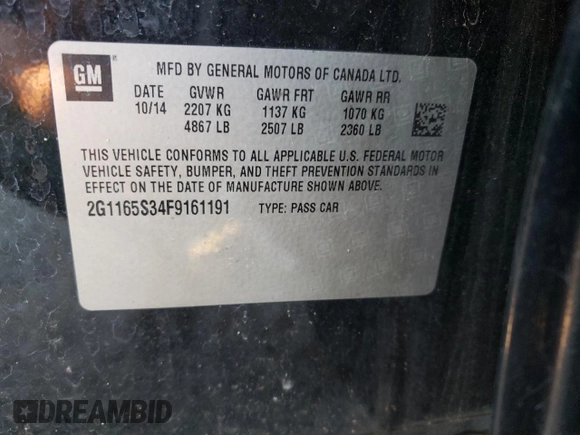 GM
MFD BY GENERAL MOTORS OF CANADA LTD.
DATE GVWR GAWR FRT GAWR RR
10/14 2207 KG 1137 KG 1070 KG
4867 LB 2507 LB 2360 LB
THIS VEHICLE CONFORMS TO ALL APPLICABLE U.S. FEDERAL MOTOR
VEHICLE SAFETY, BUMPER, AND THEFT PREVENTION STANDARDS IN
EFFECT ON THE DATE OF MANUFACTURE SHOWN ABOVE.
2G1165S34F9161191 TYPE: PASS CAR
DREAMBID